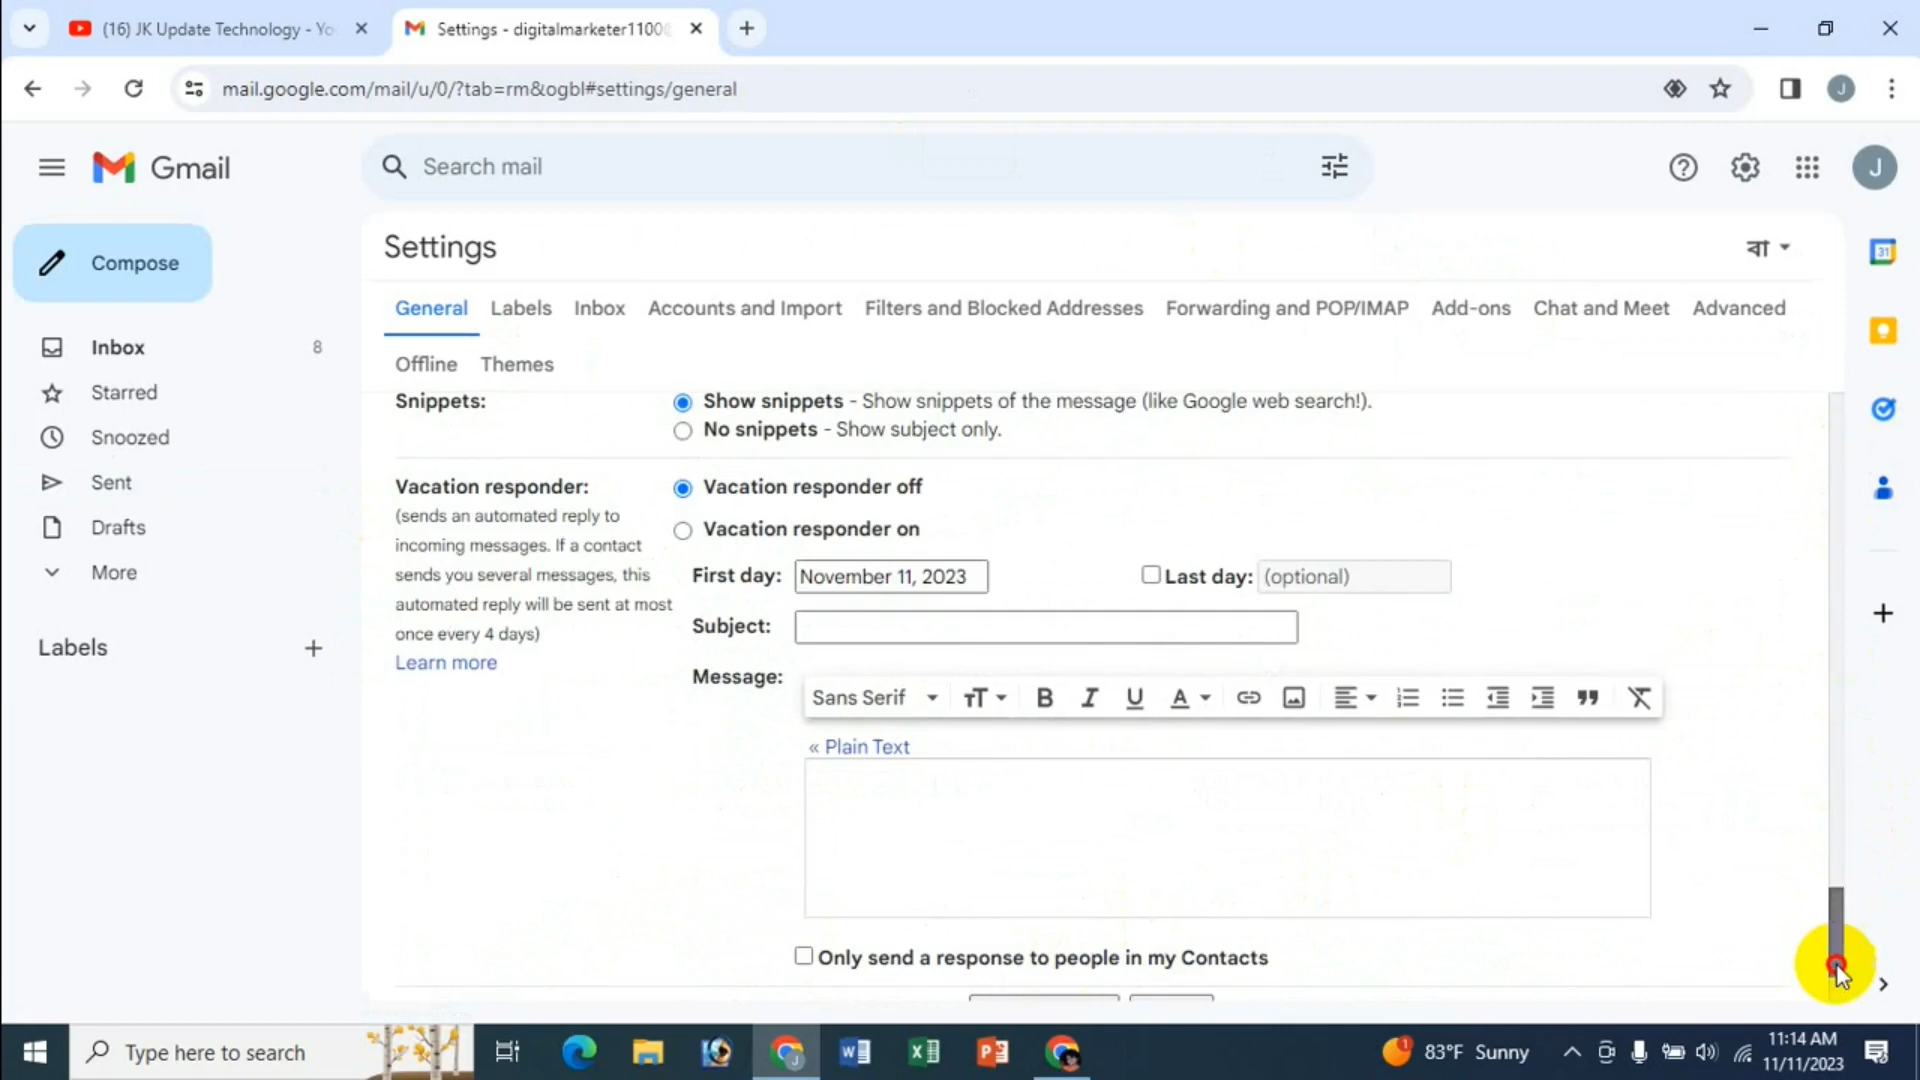 (16) JK Update Technology - Yo
Settings - digitalmarketer1100@
mail.google.com/mail/u/0/?tab=rm&ogbl#settings/general
J
Gmail
Search mail
J
Compose
Settings
বা
31
General Labels Inbox Accounts and Import Filters and Blocked Addresses Forwarding and POP/IMAP Add-ons Chat and Meet Advanced
Offline Themes
Inbox 8
Starred
Snoozed
Sent
Drafts
More
Labels +
Snippets:
Show snippets - Show snippets of the message (like Google web search!).
No snippets - Show subject only.
Vacation responder:
(sends an automated reply to
incoming messages. If a contact
sends you several messages, this
automated reply will be sent at most
once every 4 days)
Learn more
Vacation responder off
Vacation responder on
First day: November 11, 2023 Last day: (optional)
Subject:
Message:
Sans Serif
« Plain Text
Only send a response to people in my Contacts
Type here to search
83°F Sunny
11:14 AM
11/11/2023